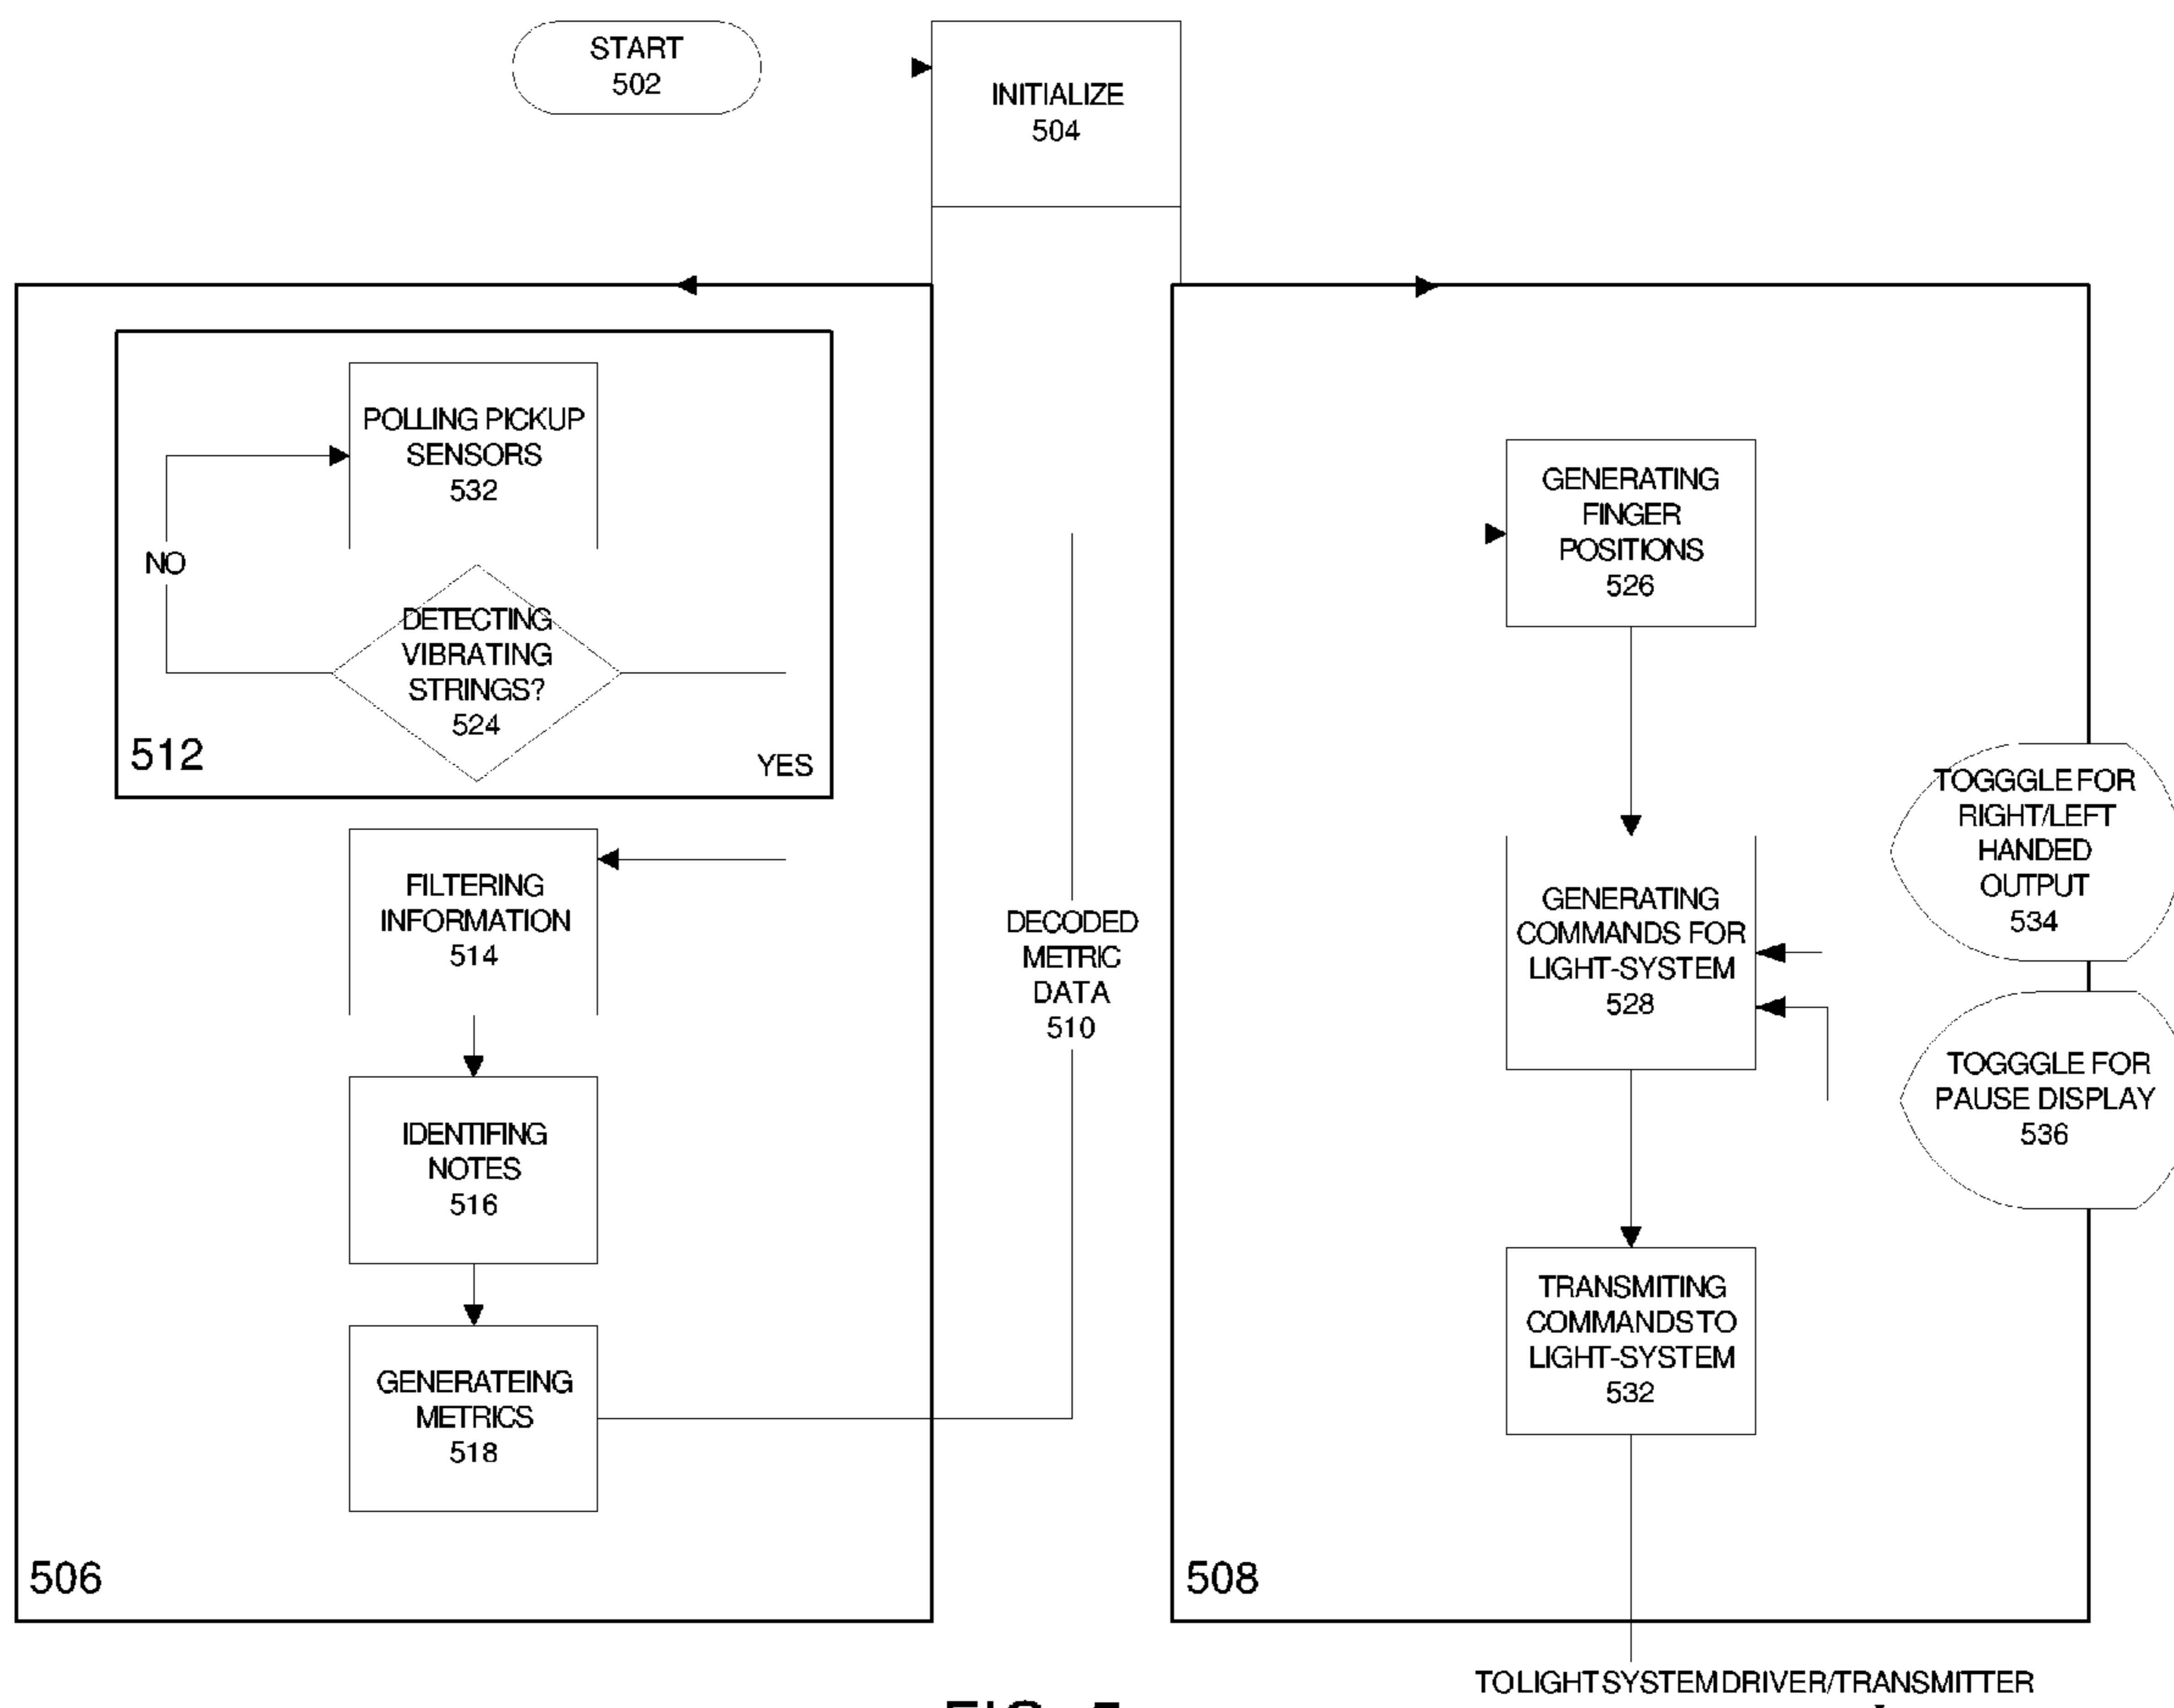 START
502
INITIALIZE
504
POLLING PICKUP
SENSORS
532
NO
DETECTING
VIBRATING
STRINGS?
524
512
YES
FILTERING
INFORMATION
514
IDENTIFING
NOTES
516
GENERATEING
METRICS
518
506
DECODED
METRIC
DATA
510
GENERATING
FINGER
POSITIONS
526
GENERATING
COMMANDS FOR
LIGHT-SYSTEM
528
TOGGGLE FOR
RIGHT/LEFT
HANDED
OUTPUT
534
TOGGGLE FOR
PAUSE DISPLAY
536
TRANSMITING
COMMANDS TO
LIGHT-SYSTEM
532
508
TO LIGHT SYSTEM DRIVER/TRANSMITTER